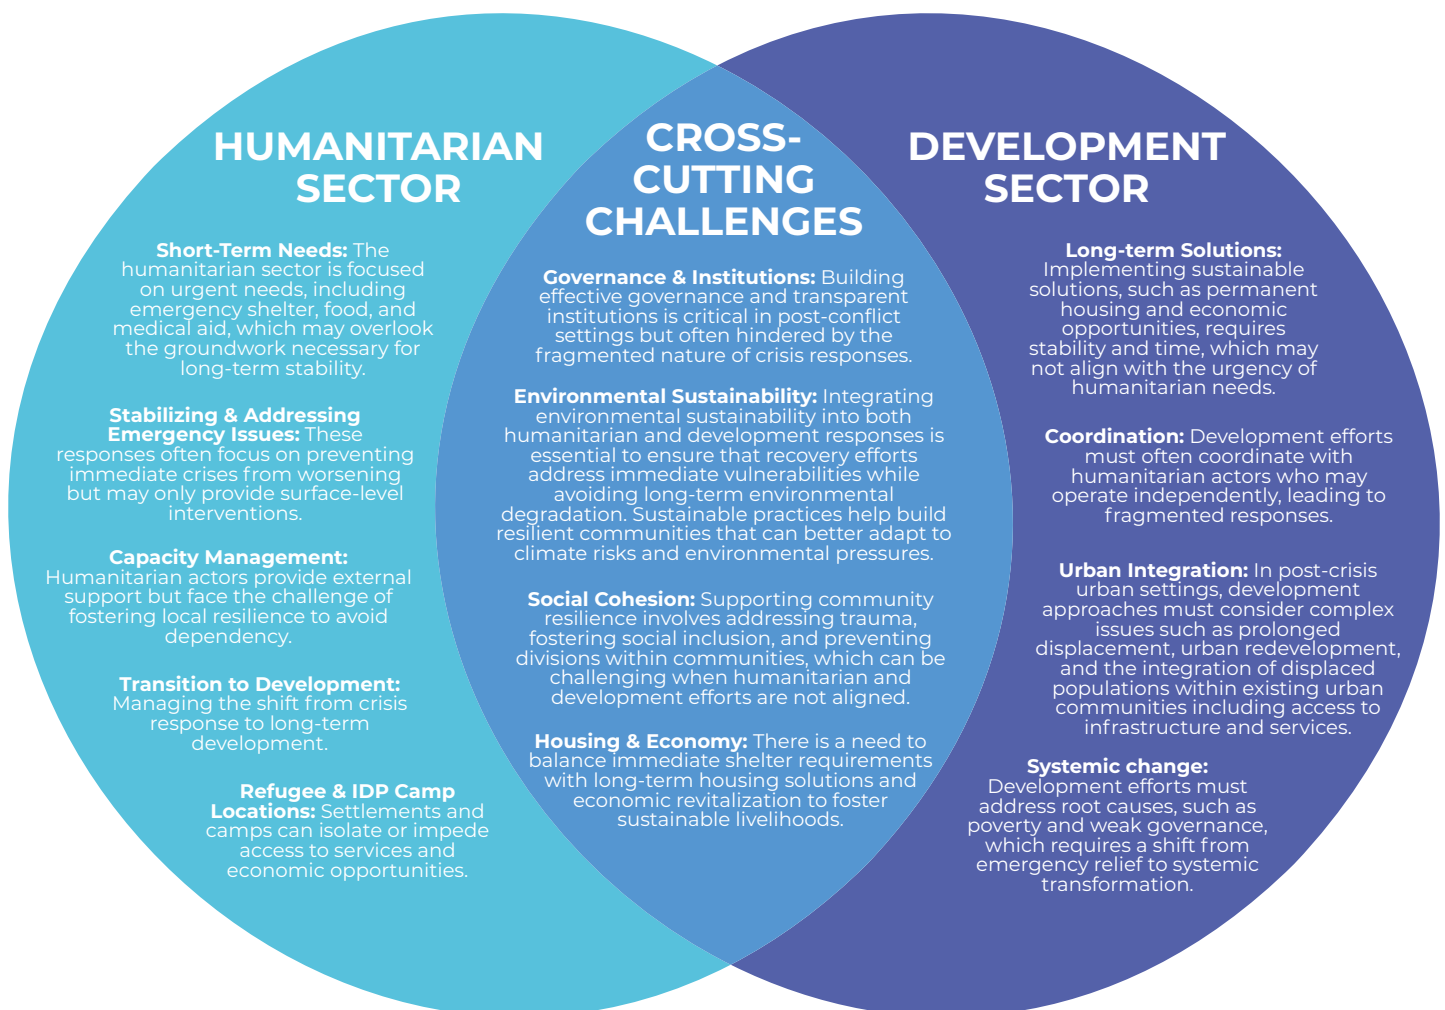 HUMANITARIAN
SECTOR
Short-Term Needs: The
humanitarian sector is focused
on urgent needs, including
emergency shelter, food, and
medical aid, which may overlook
the groundwork necessary for
long-term stability.
Stabilizing & Addressing
Emergency Issues: These
responses often focus on preventing
immediate crises from worsening
but may only provide surface-level
interventions.
Capacity Management:
Humanitarian actors provide external
support but face the challenge of
fostering local resilience to avoid
dependency.
Transition to Development:
Managing the shift from crisis
response to long-term
development.
Refugee & IDP Camp
Locations: Settlements and
camps can isolate or impede
access to services and
economic opportunities.
CROSS-
CUTTING
CHALLENGES
Governance & Institutions: Building
effective governance and transparent
institutions is critical in post-conflict
settings but often hindered by the
fragmented nature of crisis responses.
Environmental Sustainability: Integrating
environmental sustainability into both
humanitarian and development responses is
essential to ensure that recovery efforts
address immediate vulnerabilities while
avoiding long-term environmental
degradation. Sustainable practices help build
resilient communities that can better adapt to
climate risks and environmental pressures.
Social Cohesion: Supporting community
resilience involves addressing trauma,
fostering social inclusion, and preventing
divisions within communities, which can be
challenging when humanitarian and
development efforts are not aligned.
Housing & Economy: There is a need to
balance immediate shelter requirements
with long-term housing solutions and
economic revitalization to foster
sustainable livelihoods.
DEVELOPMENT
SECTOR
Long-term Solutions:
Implementing sustainable
solutions, such as permanent
housing and economic
opportunities, requires
stability and time, which may
not align with the urgency of
humanitarian needs.
Coordination: Development efforts
must often coordinate with
humanitarian actors who may
operate independently, leading to
fragmented responses.
Urban Integration: In post-crisis
urban settings, development
approaches must consider complex
issues such as prolonged
displacement, urban redevelopment,
and the integration of displaced
populations within existing urban
communities including access to
infrastructure and services.
Systemic change:
Development efforts must
address root causes, such as
poverty and weak governance,
which requires a shift from
emergency relief to systemic
transformation.